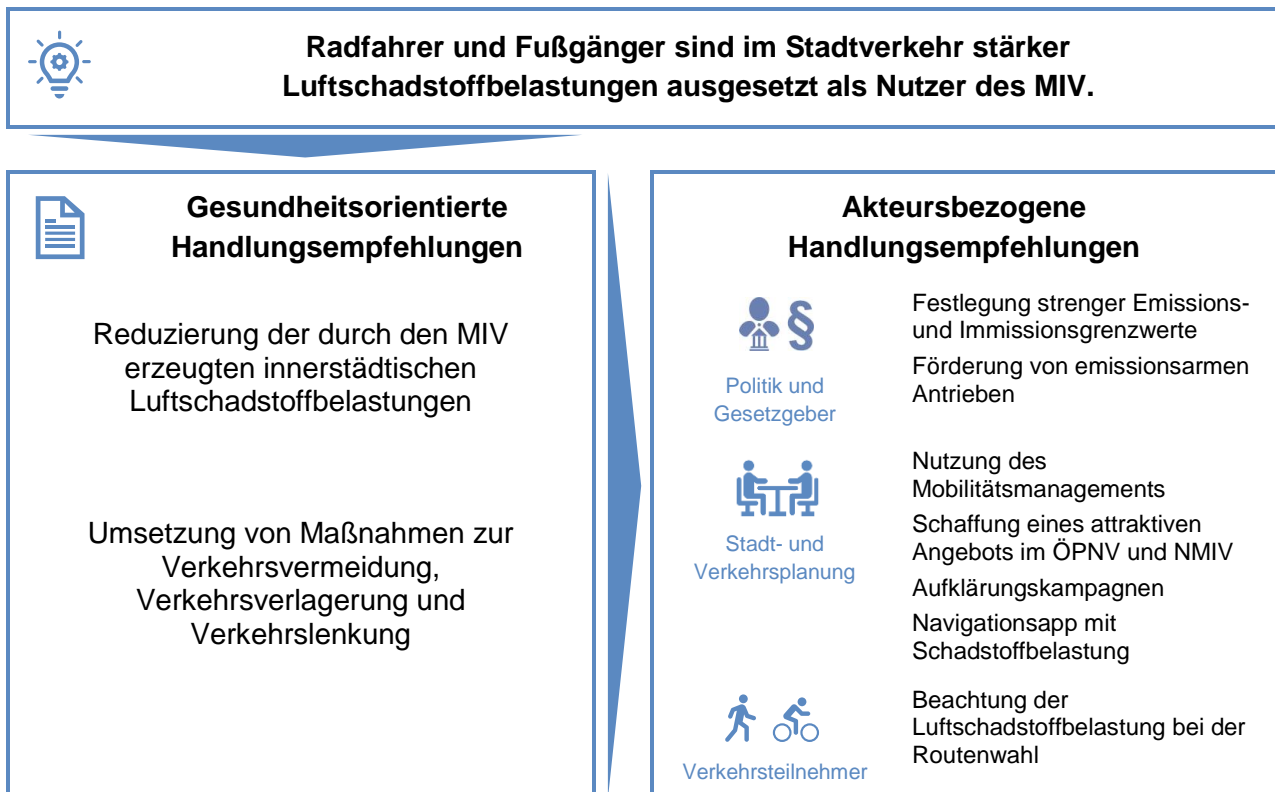 Radfahrer und Fußgänger sind im Stadtverkehr stärker
Luftschadstoffbelastungen ausgesetzt als Nutzer des MIV.
Gesundheitsorientierte
Handlungsempfehlungen
Reduzierung der durch den MIV
erzeugten innerstädtischen
Luftschadstoffbelastungen
Umsetzung von Maßnahmen zur
Verkehrsvermeidung,
Verkehrsverlagerung und
Verkehrslenkung
Akteursbezogene
Handlungsempfehlungen
§
Politik und
Gesetzgeber
Festlegung strenger Emissions-
und Immissionsgrenzwerte
Förderung von emissionsarmen
Antrieben
Stadt- und
Verkehrsplanung
Nutzung des
Mobilitätsmanagements
Schaffung eines attraktiven
Angebots im ÖPNV und NMIV
Aufklärungskampagnen
Navigationsapp mit
Schadstoffbelastung
Verkehrsteilnehmer
Beachtung der
Luftschadstoffbelastung bei der
Routenwahl